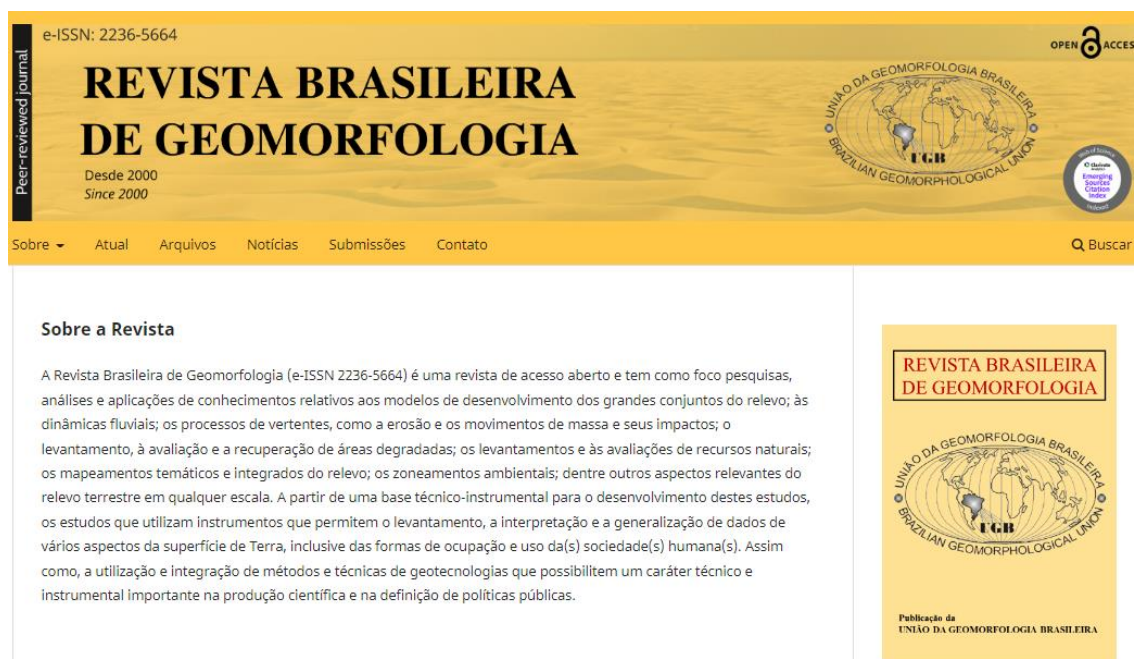 e-ISSN: 2236-5664
OPEN ACCES
Peer-reviewed journal
REVISTA BRASILEIRA
DE GEOMORFOLOGIA
Desde 2000
Since 2000
UNIÃO DA GEOMORFOLOGIA BRASILEIRA
UGB
BRAZILIAN GEOMORPHOLOGICAL UNION
Web of Science
Clarivate
Analytics
Emerging
Sources
Citation
Index
Indexed
Sobre
Atual
Arquivos
Notícias
Submissões
Contato
Buscar
Sobre a Revista
A Revista Brasileira de Geomorfologia (e-ISSN 2236-5664) é uma revista de acesso aberto e tem como foco pesquisas,
análises e aplicações de conhecimentos relativos aos modelos de desenvolvimento dos grandes conjuntos do relevo; às
dinâmicas fluviais; os processos de vertentes, como a erosão e os movimentos de massa e seus impactos; o
levantamento, à avaliação e a recuperação de áreas degradadas; os levantamentos e às avaliações de recursos naturais;
os mapeamentos temáticos e integrados do relevo; os zoneamentos ambientais; dentre outros aspectos relevantes do
relevo terrestre em qualquer escala. A partir de uma base técnico-instrumental para o desenvolvimento destes estudos,
os estudos que utilizam instrumentos que permitem o levantamento, a interpretação e a generalização de dados de
vários aspectos da superfície de Terra, inclusive das formas de ocupação e uso da(s) sociedade(s) humana(s). Assim
como, a utilização e integração de métodos e técnicas de geotecnologias que possibilitem um caráter técnico e
instrumental importante na produção científica e na definição de políticas públicas.
REVISTA BRASILEIRA
DE GEOMORFOLOGIA
UNIÃO DA GEOMORFOLOGIA BRASILEIRA
UGB
BRAZILIAN GEOMORPHOLOGICAL UNION
Publicação da
UNIÃO DA GEOMORFOLOGIA BRASILEIRA